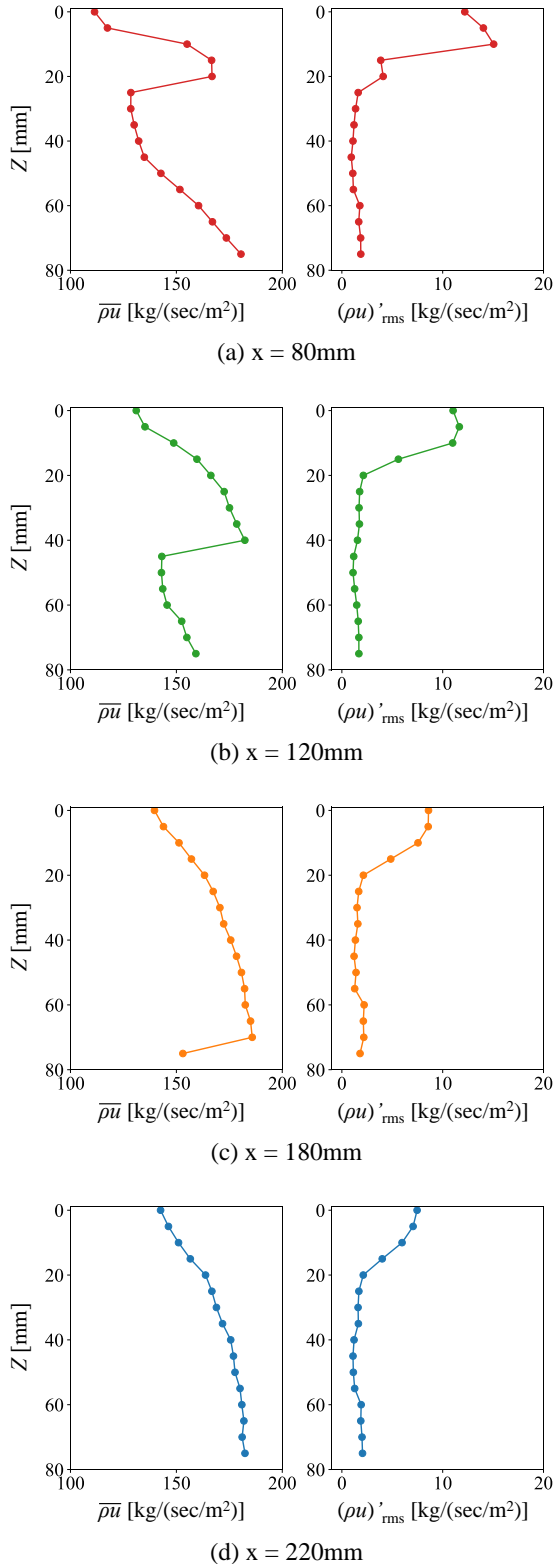 0
20
40
60
80
Z [mm]
100 150 200
0 10 20
ρu [kg/(sec/m²)] (ρu)’rms [kg/(sec/m²)]
(a) x = 80mm
0
20
40
60
80
Z [mm]
100 150 200
0 10 20
ρu [kg/(sec/m²)] (ρu)’rms [kg/(sec/m²)]
(b) x = 120mm
0
20
40
60
80
Z [mm]
100 150 200
0 10 20
ρu [kg/(sec/m²)] (ρu)’rms [kg/(sec/m²)]
(c) x = 180mm
0
20
40
60
80
Z [mm]
100 150 200
0 10 20
ρu [kg/(sec/m²)] (ρu)’rms [kg/(sec/m²)]
(d) x = 220mm